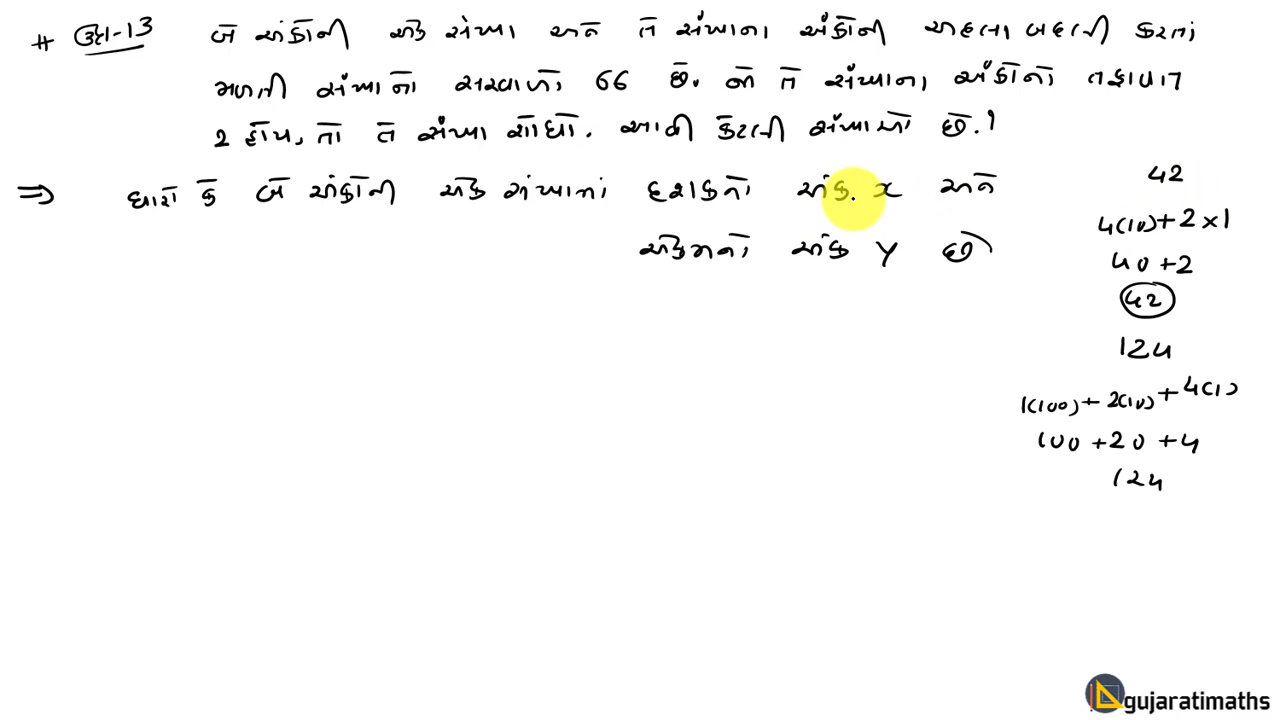 # ઉદા-13 બે અંકોની એક સંખ્યા અને તે સંખ્યાના અંકોની અદલા બદલી કરતાં
મળતી સંખ્યાનો સરવાળો 66 છે. જો તે સંખ્યાના અંકોનો તફાવત
2 હોય, તો તે સંખ્યા શોધો. આવી કેટલી સંખ્યાઓ છે.?
⇒ ધારો કે બે અંકોની એક સંખ્યાનાં દશકનો અંક x અને
એકમનો અંક y છે
42
4(10)+2×1
40+2
42
124
1(100)+2(10)+4(1)
100+20+4
124
gujaratimaths